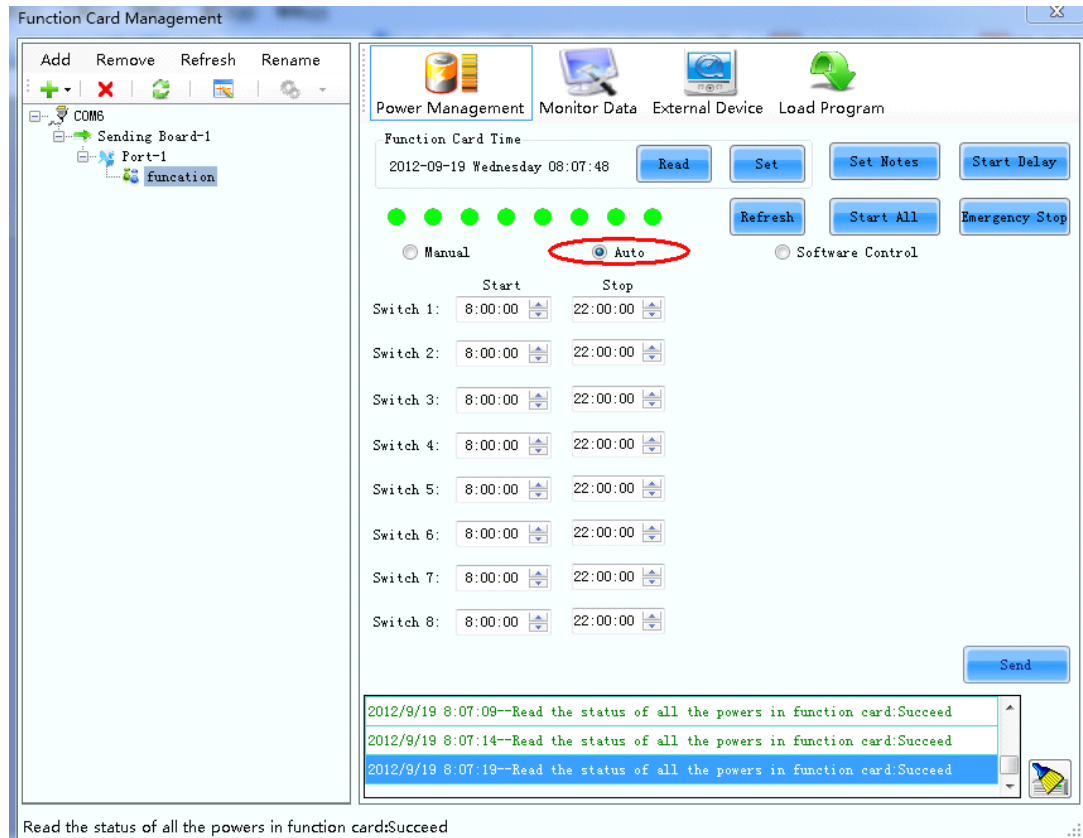 Function Card Management
Add Remove Refresh Rename
COM6
Sending Board-1
Port-1
funcation
Power Management Monitor Data External Device Load Program
Function Card Time
2012-09-19 Wednesday 08:07:48 Read Set Set Notes Start Delay
Refresh Start All Emergency Stop
Manual Auto Software Control
Start Stop
Switch 1: 8:00:00 22:00:00
Switch 2: 8:00:00 22:00:00
Switch 3: 8:00:00 22:00:00
Switch 4: 8:00:00 22:00:00
Switch 5: 8:00:00 22:00:00
Switch 6: 8:00:00 22:00:00
Switch 7: 8:00:00 22:00:00
Switch 8: 8:00:00 22:00:00
Send
2012/9/19 8:07:09--Read the status of all the powers in function card:Succeed
2012/9/19 8:07:14--Read the status of all the powers in function card:Succeed
2012/9/19 8:07:19--Read the status of all the powers in function card:Succeed
Read the status of all the powers in function card:Succeed